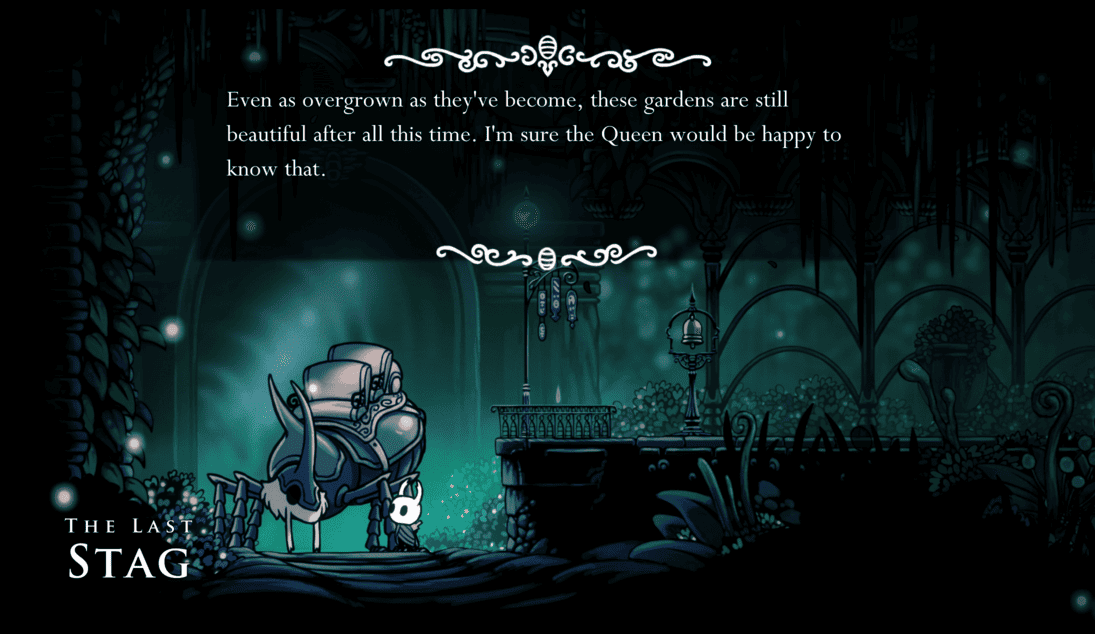 Even as overgrown as they've become, these gardens are still
beautiful after all this time. I'm sure the Queen would be happy to
know that.
THE LAST
STAG